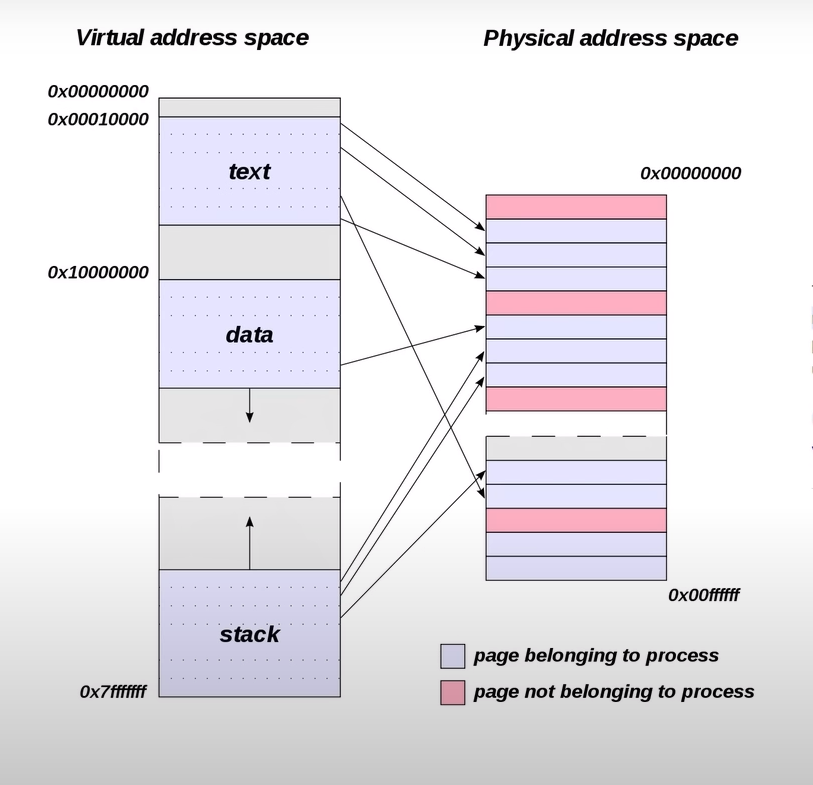 Virtual address space
Physical address space
0x00000000
0x00010000
text
0x00000000
0x10000000
data
stack
0x7fffffff
0x00ffffff
page belonging to process
page not belonging to process